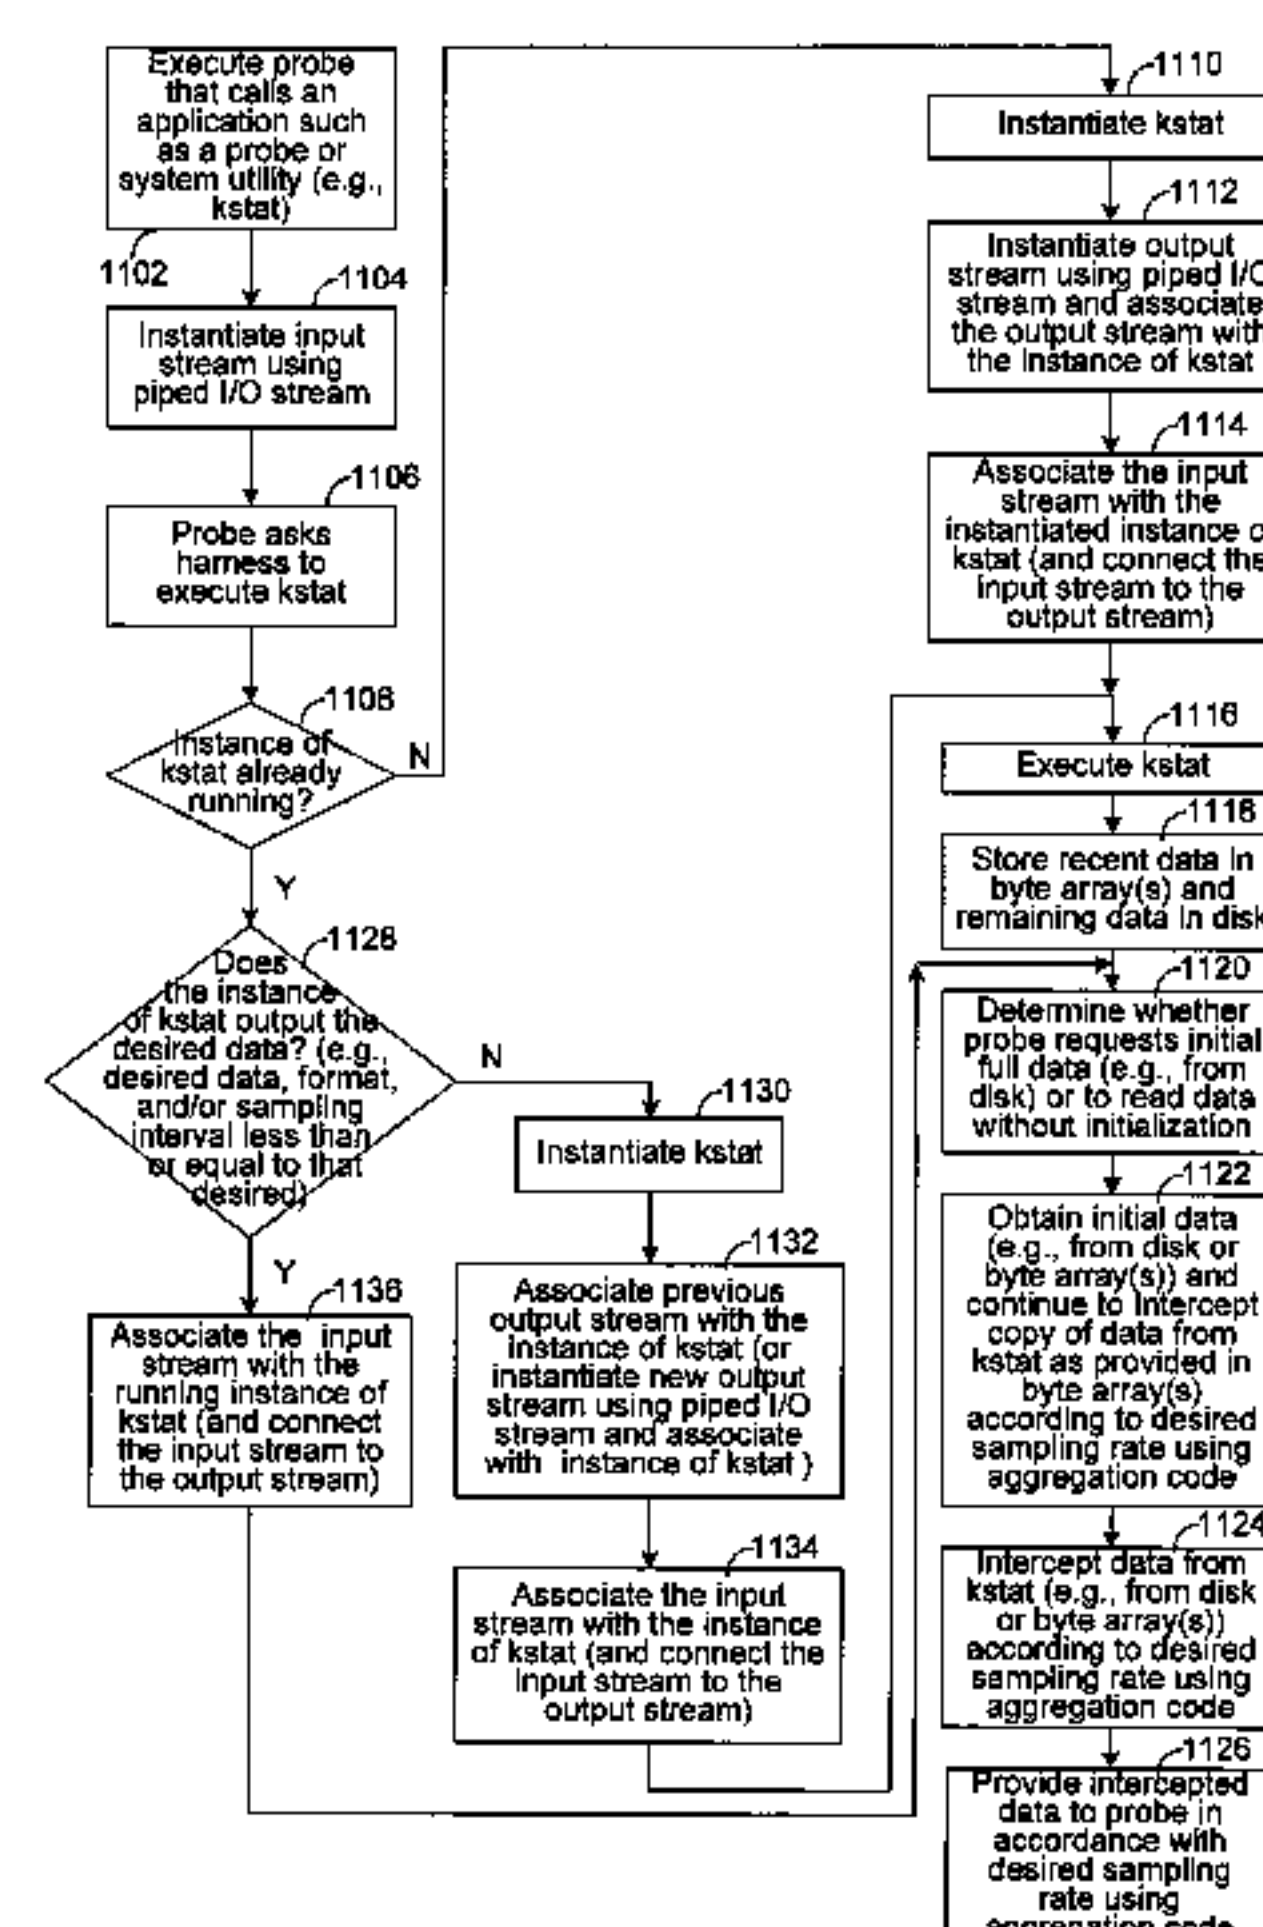 Execute probe
that calls an
application such
as a probe or
system utility (e.g.,
kstat)
1102
1104
Instantiate input
stream using
piped I/O stream
1106
Probe asks
harness to
execute kstat
1108
Instance of
kstat already
running?
N
Y
1128
Does
the instance
of kstat output the
desired data? (e.g.,
desired data, format,
and/or sampling
interval less than
or equal to that
desired)
N
Y
1136
Associate the input
stream with the
running instance of
kstat (and connect
the input stream to
the output stream)
1130
Instantiate kstat
1132
Associate previous
output stream with the
instance of kstat (or
instantiate new output
stream using piped I/O
stream and associate
with instance of kstat )
1134
Associate the input
stream with the instance
of kstat (and connect the
input stream to the
output stream)
1110
Instantiate kstat
1112
Instantiate output
stream using piped I/O
stream and associate
the output stream with
the instance of kstat
1114
Associate the input
stream with the
instantiated instance
kstat (and connect the
input stream to the
output stream)
1116
Execute kstat
1118
Store recent data in
byte array(s) and
remaining data in disk
1120
Determine whether
probe requests initial
full data (e.g., from
disk) or to read data
without initialization
1122
Obtain initial data
(e.g., from disk or
byte array(s)) and
continue to intercept
copy of data from
kstat as provided in
byte array(s)
according to desired
sampling rate using
aggregation code
1124
Intercept data from
kstat (e.g., from disk
or byte array(s))
according to desired
sampling rate using
aggregation code
1126
Provide intercepted
data to probe in
accordance with
desired sampling
rate using
aggregation code